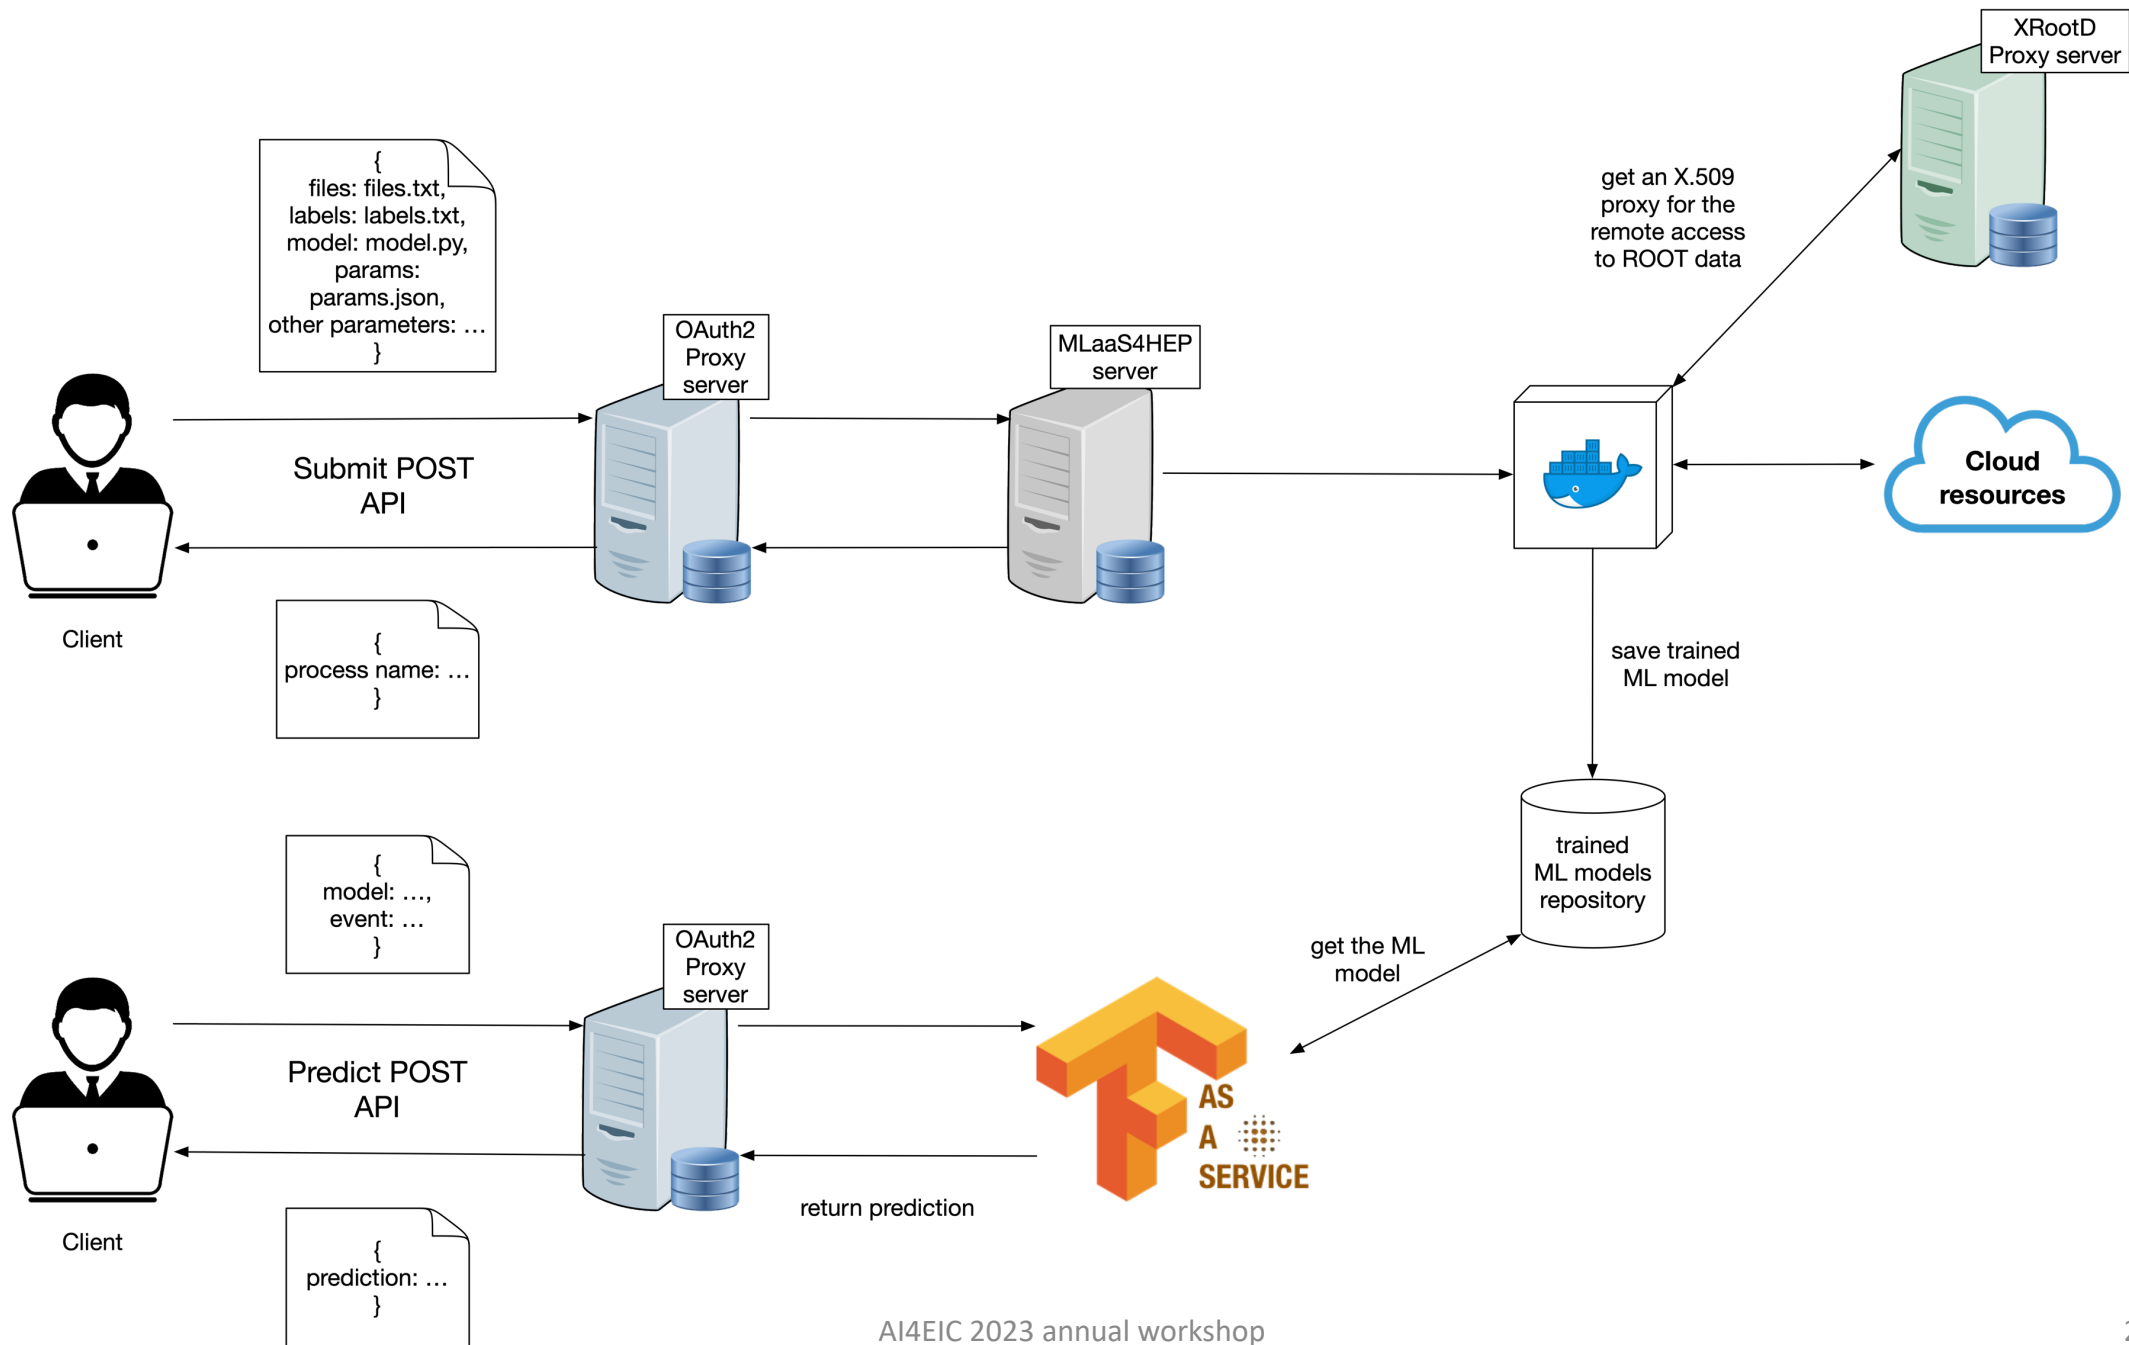 XRootD
Proxy server
{
files: files.txt,
labels: labels.txt,
model: model.py,
params:
params.json,
other parameters: …
}
get an X.509
proxy for the
remote access
to ROOT data
OAuth2
Proxy
server
MLaaS4HEP
server
Submit POST
API
Cloud
resources
Client
{
process name: …
}
save trained
ML model
trained
ML models
repository
{
model: …,
event: …
}
OAuth2
Proxy
server
get the ML
model
Predict POST
API
AS
A
SERVICE
return prediction
Client
{
prediction: …
}
AI4EIC 2023 annual workshop